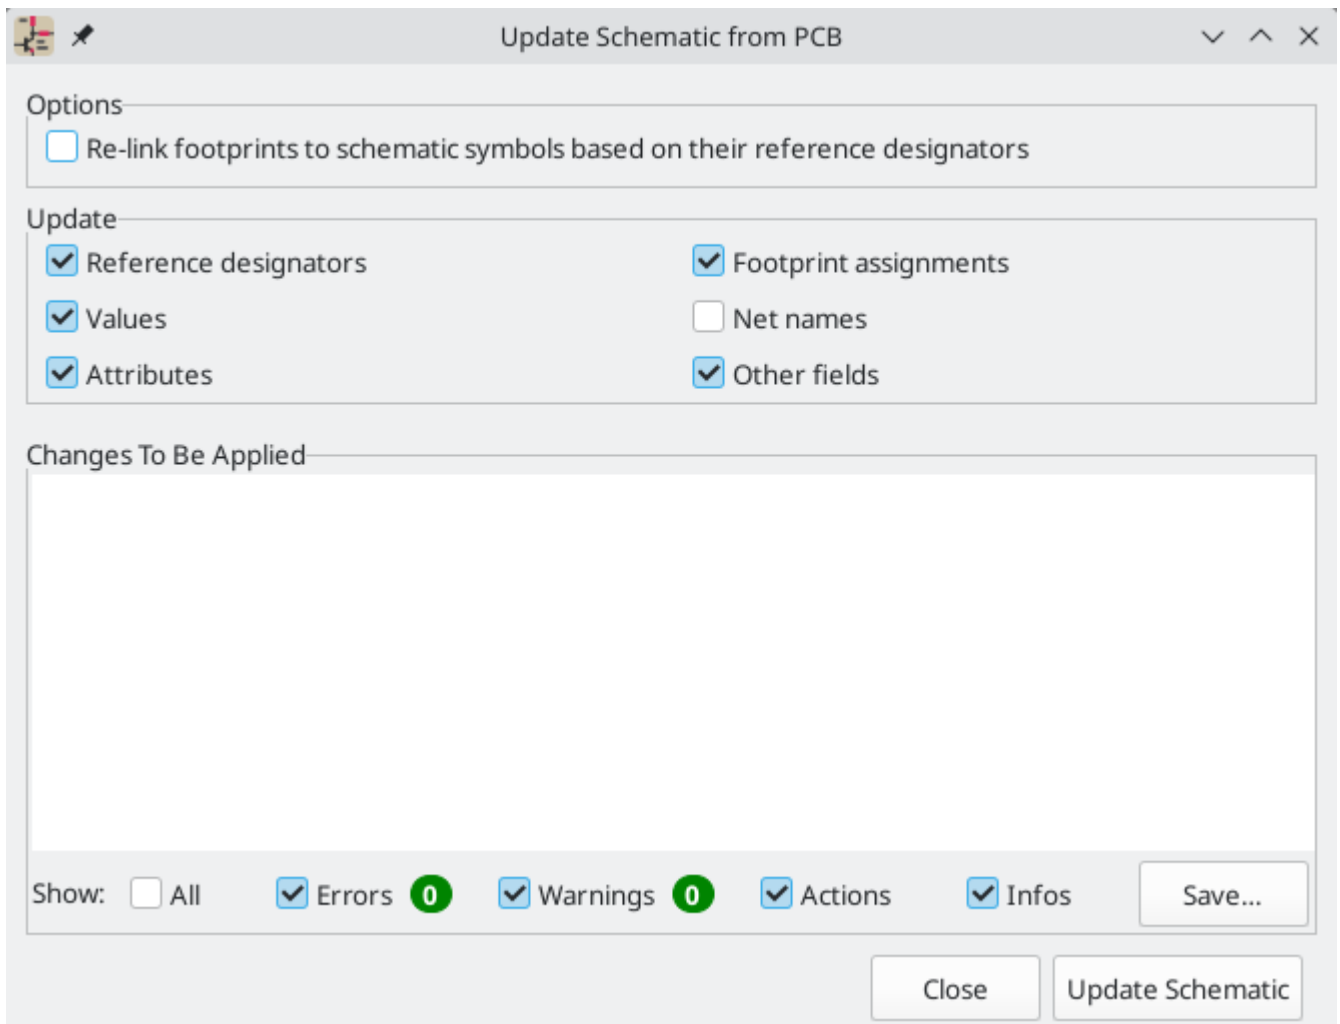 Update Schematic from PCB
Options
Re-link footprints to schematic symbols based on their reference designators
Update
Reference designators
Footprint assignments
Values
Net names
Attributes
Other fields
Changes To Be Applied
Show: All Errors 0 Warnings 0 Actions Infos Save...
Close Update Schematic